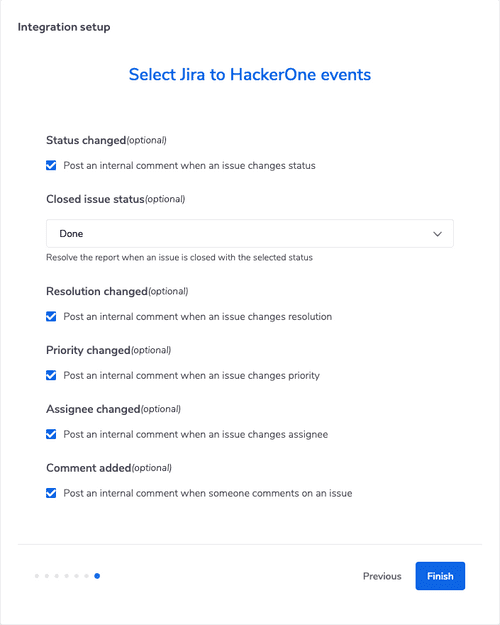 Integration setup
Select Jira to HackerOne events
Status changed(optional)
Post an internal comment when an issue changes status
Closed issue status(optional)
Done
Resolve the report when an issue is closed with the selected status
Resolution changed(optional)
Post an internal comment when an issue changes resolution
Priority changed(optional)
Post an internal comment when an issue changes priority
Assignee changed(optional)
Post an internal comment when an issue changes assignee
Comment added(optional)
Post an internal comment when someone comments on an issue
Previous Finish